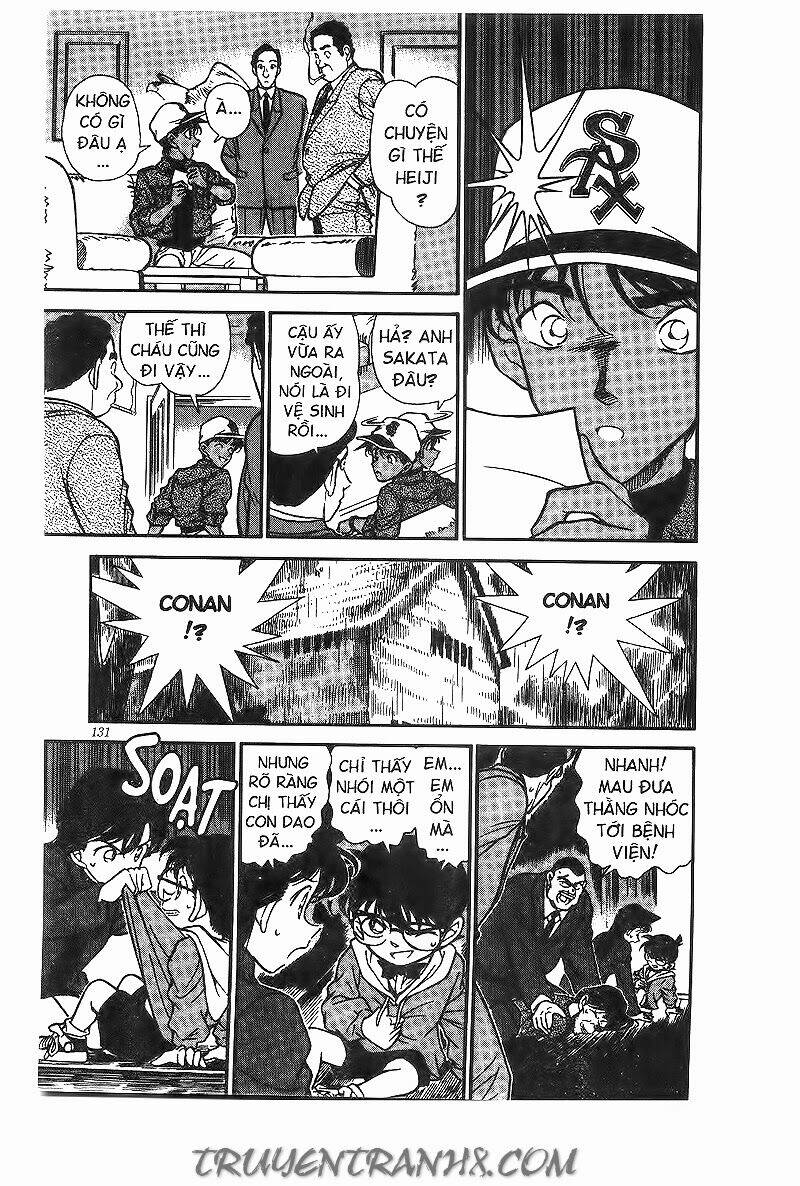 SOX
CÓ
CHUYỆN
GÌ THẾ
HEIJI
?
À...
KHÔNG
CÓ GÌ
ĐÂU Ạ
...
HẢ? ANH
SAKATA
ĐÂU?
CẬU ẤY
VỪA RA
NGOÀI,
NÓI LÀ ĐI
VỆ SINH
RỒI...
THẾ THÌ
CHÁU CŨNG
ĐI VẬY...
CONAN
!?
CONAN
!?
131
NHANH!
MAU ĐƯA
THẰNG NHÓC
TỚI BỆNH
VIỆN!
EM...
EM
ỔN
MÀ
...
CHỈ THẤY
NHÓI MỘT
CÁI THÔI
...
NHƯNG
RÕ RÀNG
CHỊ THẤY
CON DAO
ĐÃ...
SOẠT
TRUYENTRANH8.COM